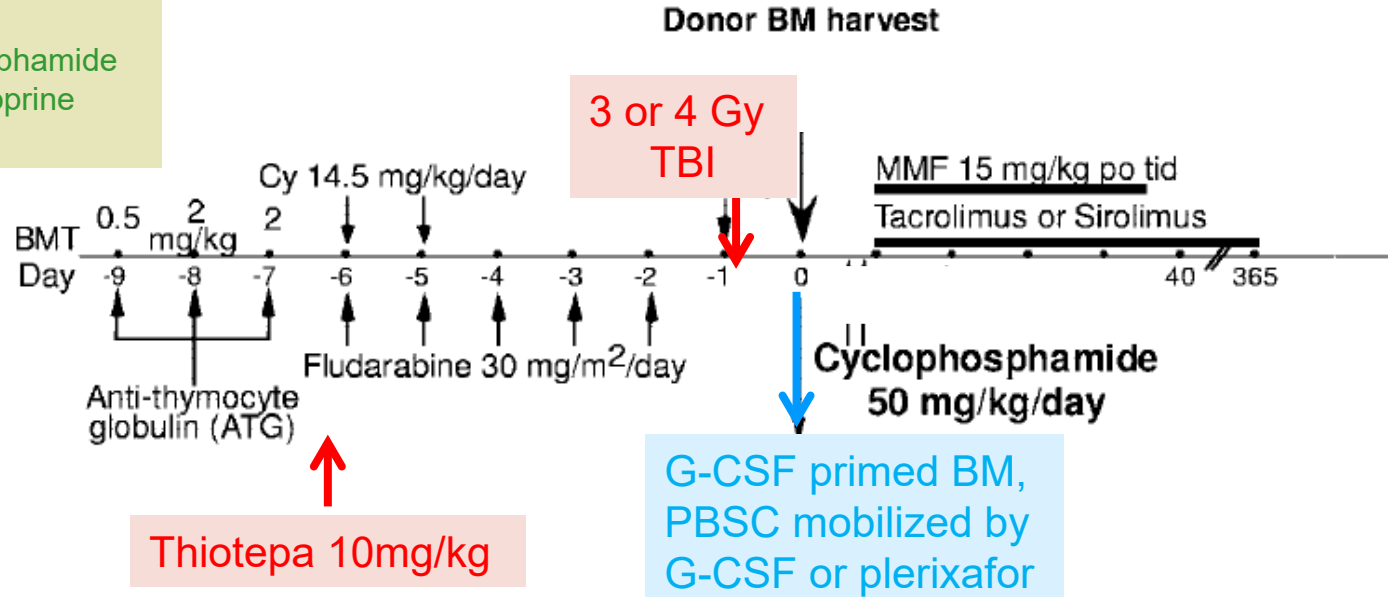 Donor BM harvest
3 or 4 Gy
TBI
Cy 14.5 mg/kg/day
MMF 15 mg/kg po tid
Tacrolimus or Sirolimus
0.5 2 2
mg/kg
BMT
Day -9 -8 -7 -6 -5 -4 -3 -2 -1 0 40 365
Fludarabine 30 mg/m2/day
Anti-thymocyte
globulin (ATG)
Cyclophosphamide
50 mg/kg/day
Thiotepa 10mg/kg
G-CSF primed BM,
PBSC mobilized by
G-CSF or plerixafor